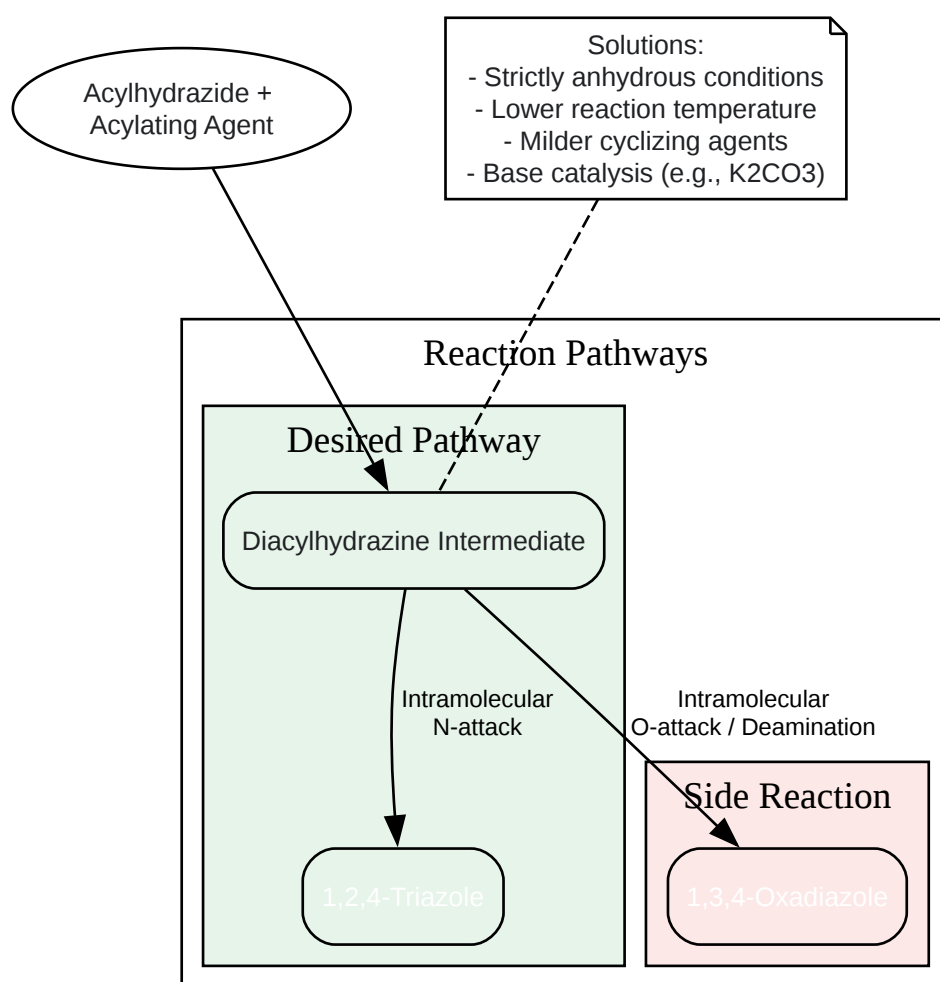 Acylhydrazide +
Acylating Agent
Solutions:
- Strictly anhydrous conditions
- Lower reaction temperature
- Milder cyclizing agents
- Base catalysis (e.g., K2CO3)
Reaction Pathways
Desired Pathway
Diacylhydrazine Intermediate
Intramolecular
N-attack
Intramolecular
O-attack / Deamination
Side Reaction
1,2,4-Triazole
1,3,4-Oxadiazole